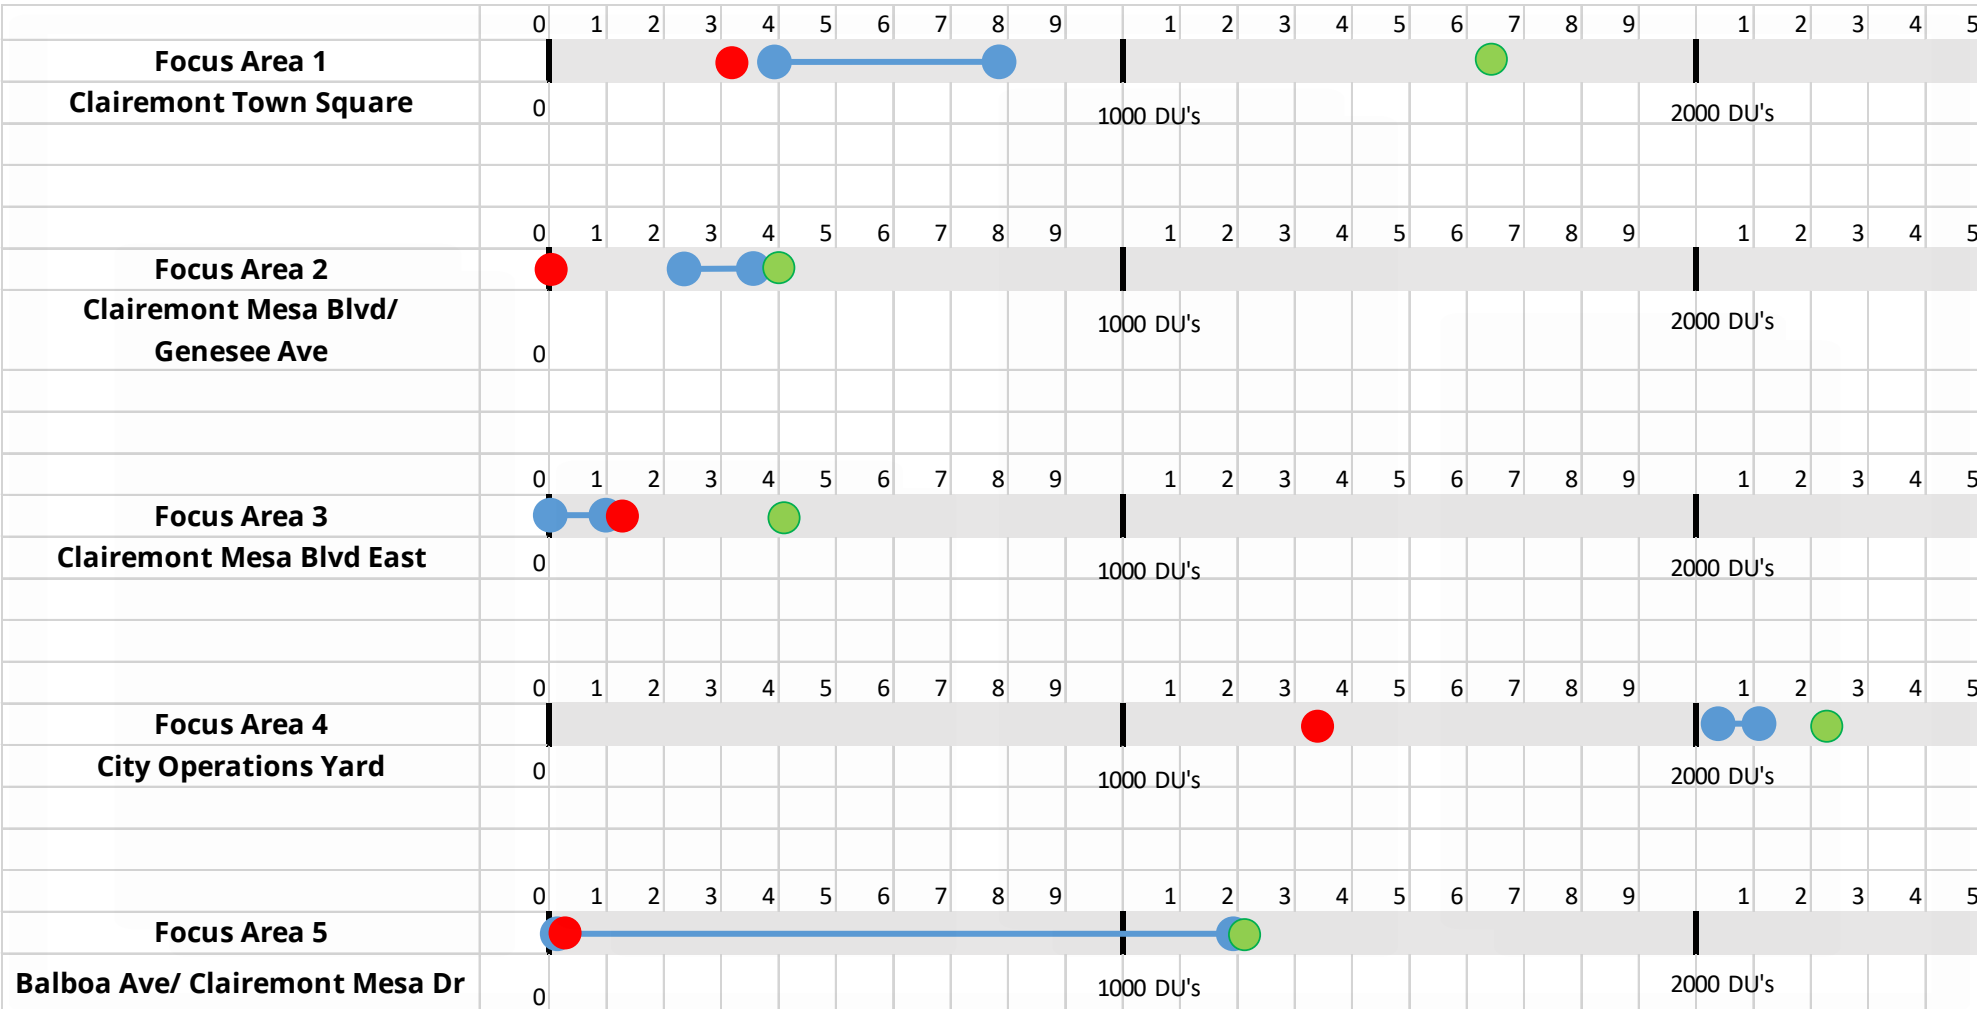 0 1 2 3 4 5 6 7 8 9 1 2 3 4 5 6 7 8 9 1 2 3 4 5
Focus Area 1
Clairemont Town Square
0 1000 DU's 2000 DU's
0 1 2 3 4 5 6 7 8 9 1 2 3 4 5 6 7 8 9 1 2 3 4 5
Focus Area 2
Clairemont Mesa Blvd/
1000 DU's 2000 DU's
Genesee Ave
0
0 1 2 3 4 5 6 7 8 9 1 2 3 4 5 6 7 8 9 1 2 3 4 5
Focus Area 3
Clairemont Mesa Blvd East
0 1000 DU's 2000 DU's
0 1 2 3 4 5 6 7 8 9 1 2 3 4 5 6 7 8 9 1 2 3 4 5
Focus Area 4
City Operations Yard
0 1000 DU's 2000 DU's
0 1 2 3 4 5 6 7 8 9 1 2 3 4 5 6 7 8 9 1 2 3 4 5
Focus Area 5
Balboa Ave/ Clairemont Mesa Dr
0 1000 DU's 2000 DU's